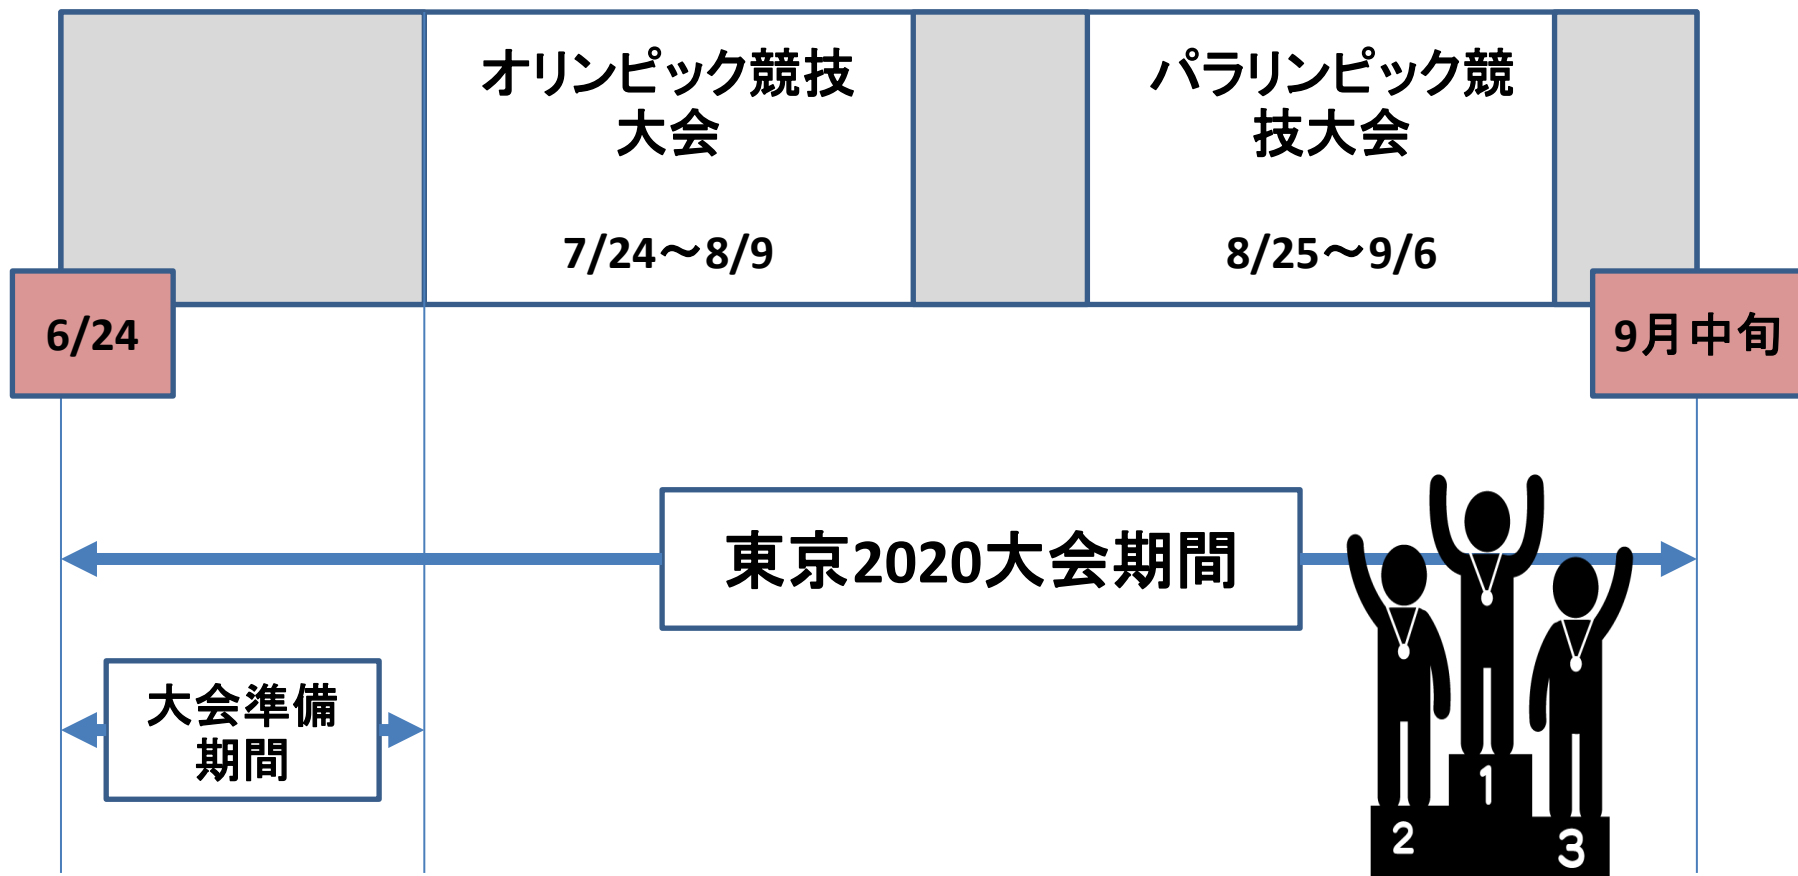 オリンピック競技
大会
7/24～8/9
パラリンピック競
技大会
8/25～9/6
6/24
9月中旬
東京2020大会期間
大会準備
期間
1
2
3